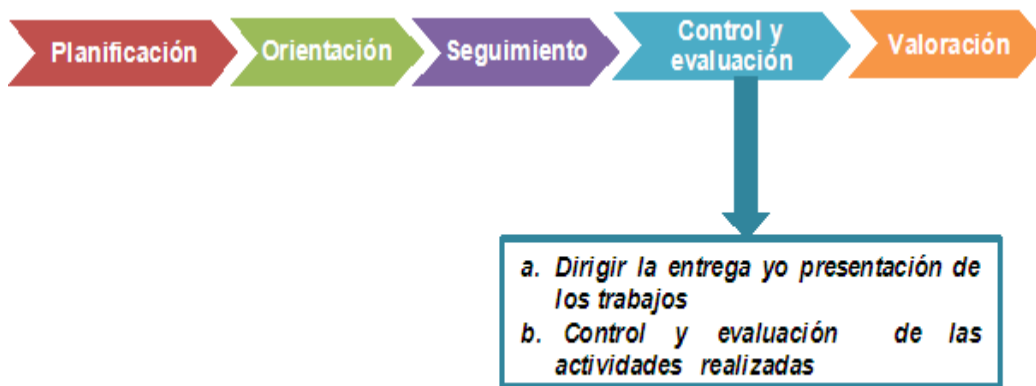 Planificación
Orientación
Seguimiento
Control y
evaluación
Valoración
a. Dirigir la entrega yo presentación de
los trabajos
b. Control y evaluación de las
actividades realizadas